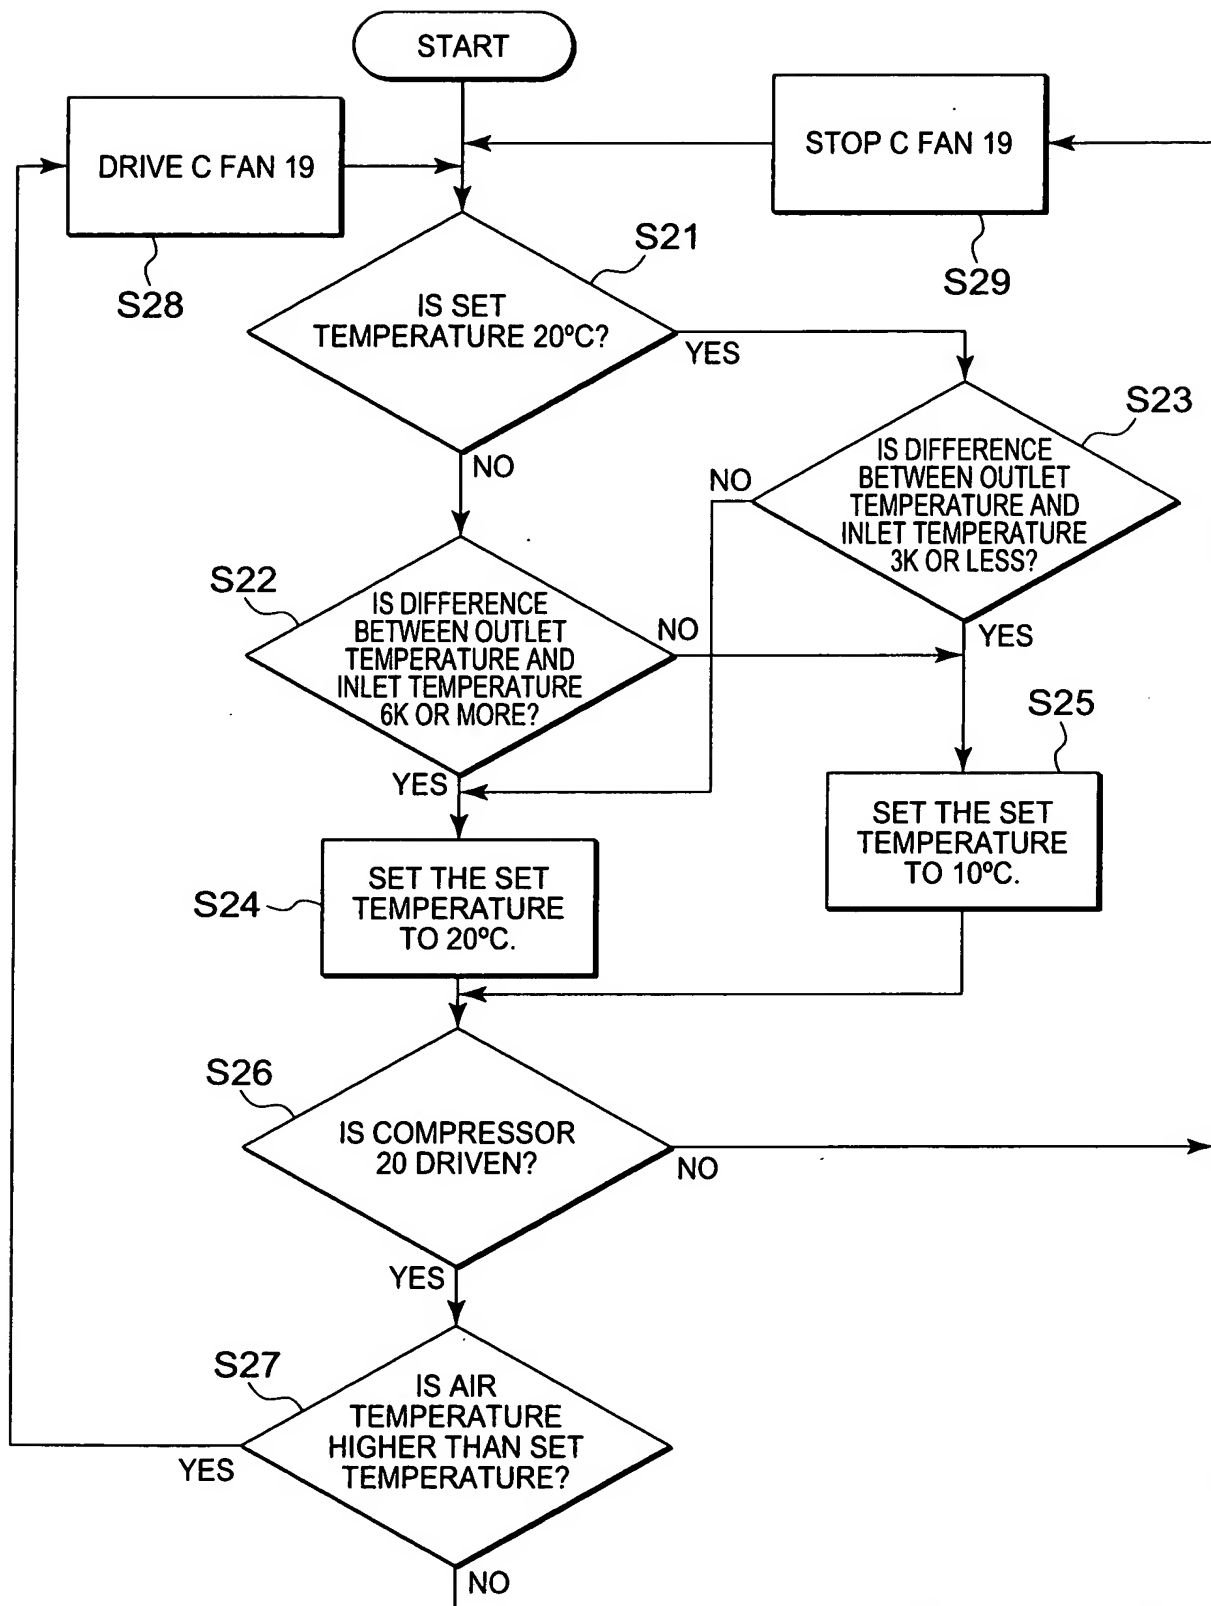 START
DRIVE C FAN 19
S28
STOP C FAN 19
S29
S21
IS SET
TEMPERATURE 20ºC?
YES
NO
S23
IS DIFFERENCE
BETWEEN OUTLET
TEMPERATURE AND
INLET TEMPERATURE
3K OR LESS?
NO
YES
S22
IS DIFFERENCE
BETWEEN OUTLET
TEMPERATURE AND
INLET TEMPERATURE
6K OR MORE?
NO
YES
S25
SET THE SET
TEMPERATURE
TO 10ºC.
S24
SET THE SET
TEMPERATURE
TO 20ºC.
S26
IS COMPRESSOR
20 DRIVEN?
NO
YES
S27
IS AIR
TEMPERATURE
HIGHER THAN SET
TEMPERATURE?
YES
NO